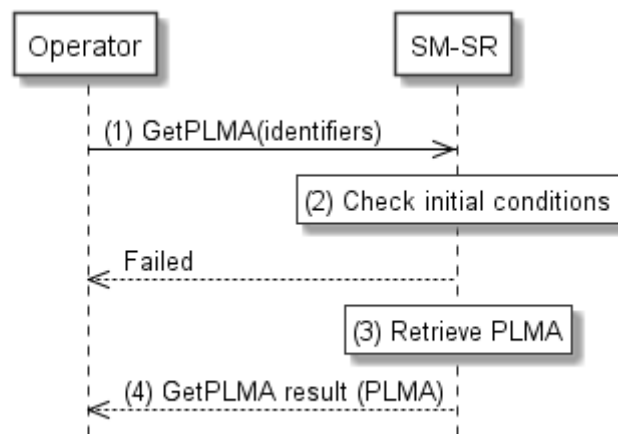 Operator
SM-SR
(1) GetPLMA(identifiers)
(2) Check initial conditions
Failed
(3) Retrieve PLMA
(4) GetPLMA result (PLMA)